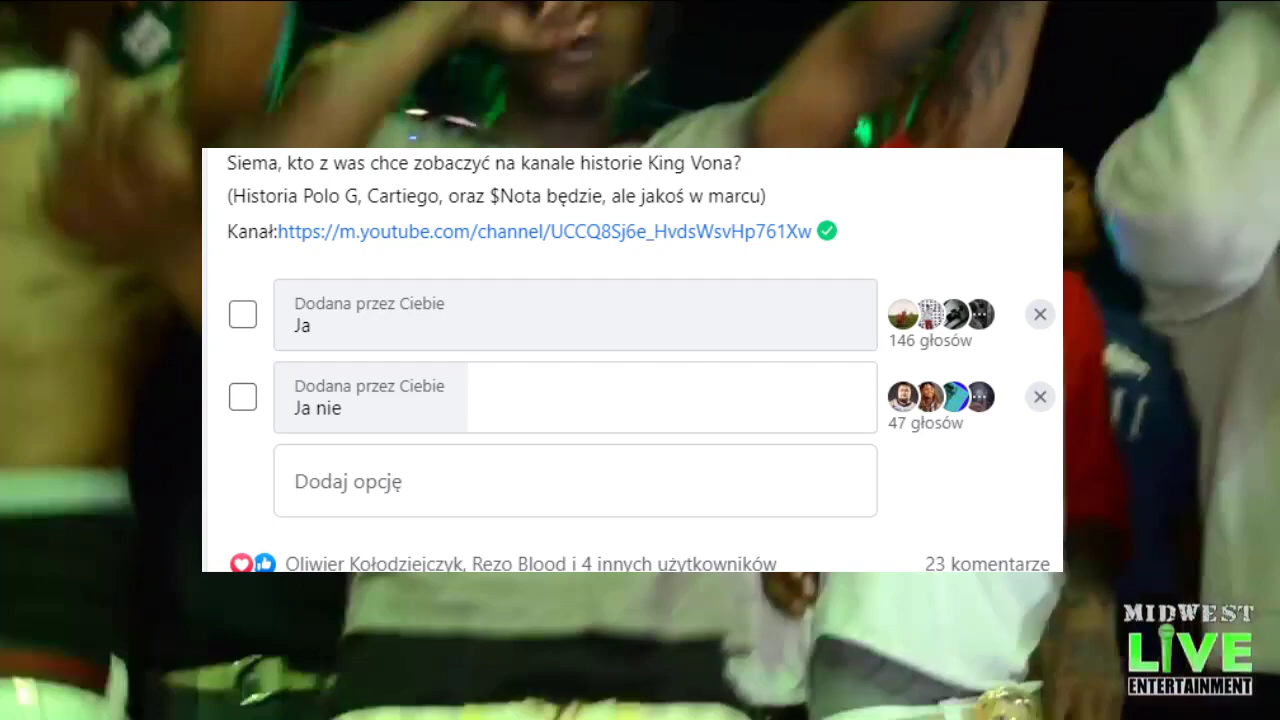 Siema, kto z was chce zobaczyć na kanale historie King Vona?
(Historia Polo G, Cartiego, oraz $Nota będzie, ale jakoś w marcu)
Kanał:https://m.youtube.com/channel/UCCQ8Sj6e_HvdsWsvHp761Xw
Dodana przez Ciebie
Ja
146 głosów
Dodana przez Ciebie
Ja nie
47 głosów
Dodaj opcję
Oliwier Kołodziejczyk, Rezo Blood i 4 innych użytkowników
23 komentarze
MIDWEST
LIVE
ENTERTAINMENT